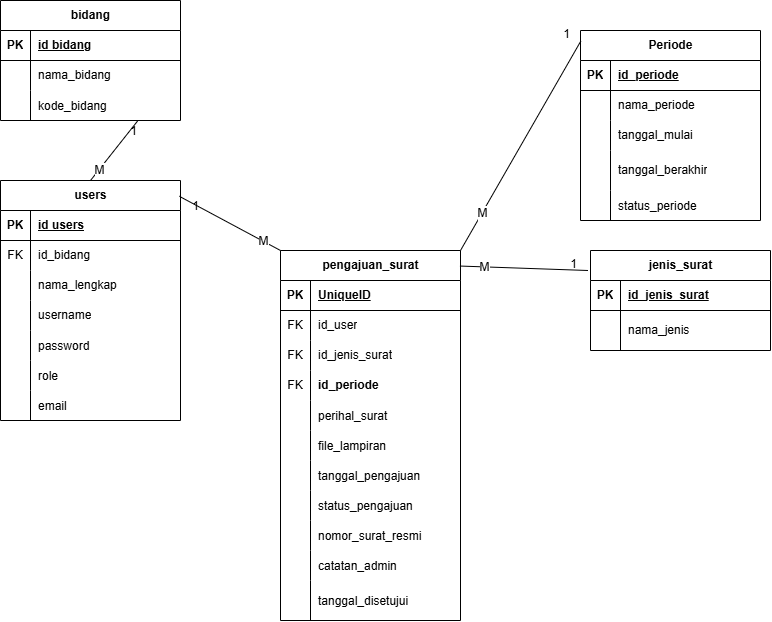 bidang
PK id bidang
nama_bidang
kode_bidang
1
M
users
PK id users
FK id_bidang
nama_lengkap
username
password
role
email
1
M
pengajuan_surat
PK UniqueID
FK id_user
FK id_jenis_surat
FK id_periode
perihal_surat
file_lampiran
tanggal_pengajuan
status_pengajuan
nomor_surat_resmi
catatan_admin
tanggal_disetujui
1
M
Periode
PK id_periode
nama_periode
tanggal_mulai
tanggal_berakhir
status_periode
M
1
jenis_surat
PK id_jenis_surat
nama_jenis